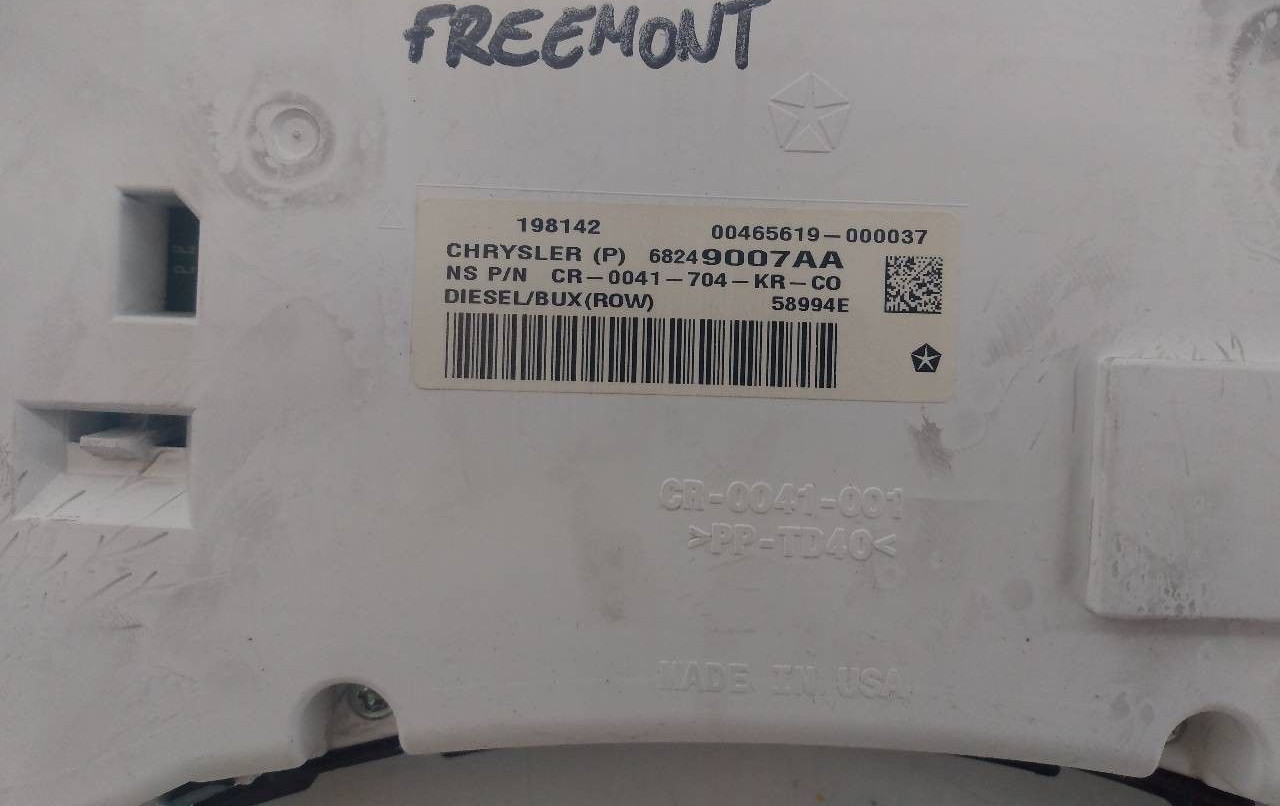 FREEMONT
198142 00465619-000037
CHRYSLER (P) 68249007AA
NS P/N CR-0041-704-KR-CO
DIESEL/BUX(ROW) 58994E
CR-0041-001
>PP-TD40<
MADE IN USA